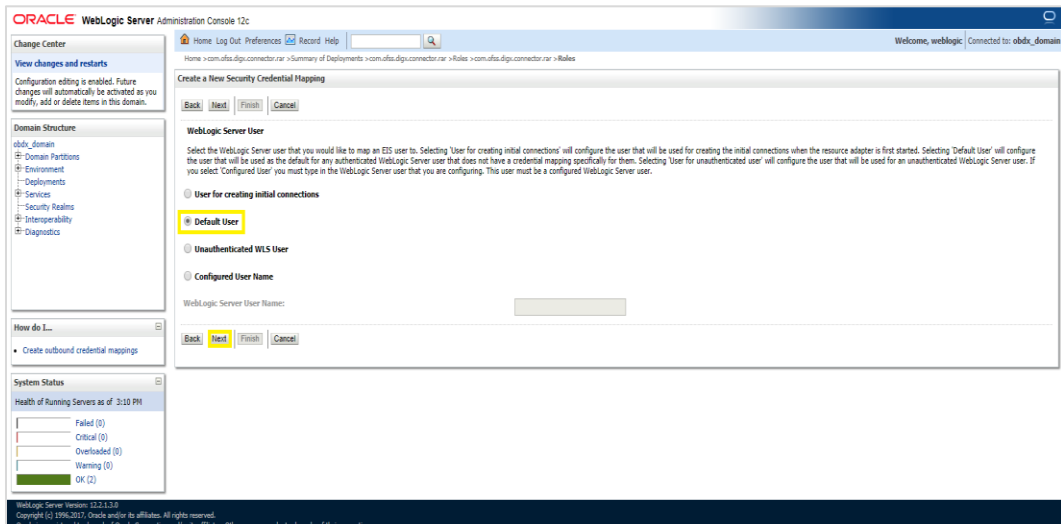 ORACLE WebLogic Server Administration Console 12c
Change Center
View changes and restarts
Configuration editing is enabled. Future
changes will automatically be activated as you
modify, add or delete items in this domain.
Domain Structure
obdx_domain
Domain Partitions
Environment
Deployments
Services
Security Realms
Interoperability
Diagnostics
How do I...
Create outbound credential mappings
System Status
Health of Running Servers as of 3:10 PM
Failed (0)
Critical (0)
Overloaded (0)
Warning (0)
OK (2)
Home Log Out Preferences Record Help
Welcome, weblogic Connected to: obdx_domain
Home >com.ofss.digx.connector.rar >Summary of Deployments >com.ofss.digx.connector.rar >Roles >com.ofss.digx.connector.rar >Roles
Create a New Security Credential Mapping
Back Next Finish Cancel
WebLogic Server User
Select the WebLogic Server user that you would like to map an EIS user to. Selecting 'User for creating initial connections' will configure the user that will be used for creating the initial connections when the resource adapter is first started. Selecting 'Default User' will configure
the user that will be used as the default for any authenticated WebLogic Server user that does not have a credential mapping specifically for them. Selecting 'User for unauthenticated user' will configure the user that will be used for an unauthenticated WebLogic Server user. If
you select 'Configured User' you must type in the WebLogic Server user that you are configuring. This user must be a configured WebLogic Server user.
User for creating initial connections
Default User
Unauthenticated WLS User
Configured User Name
WebLogic Server User Name:
Back Next Finish Cancel
WebLogic Server Version: 12.2.1.3.0
Copyright (c) 1996,2017, Oracle and/or its affiliates. All rights reserved.